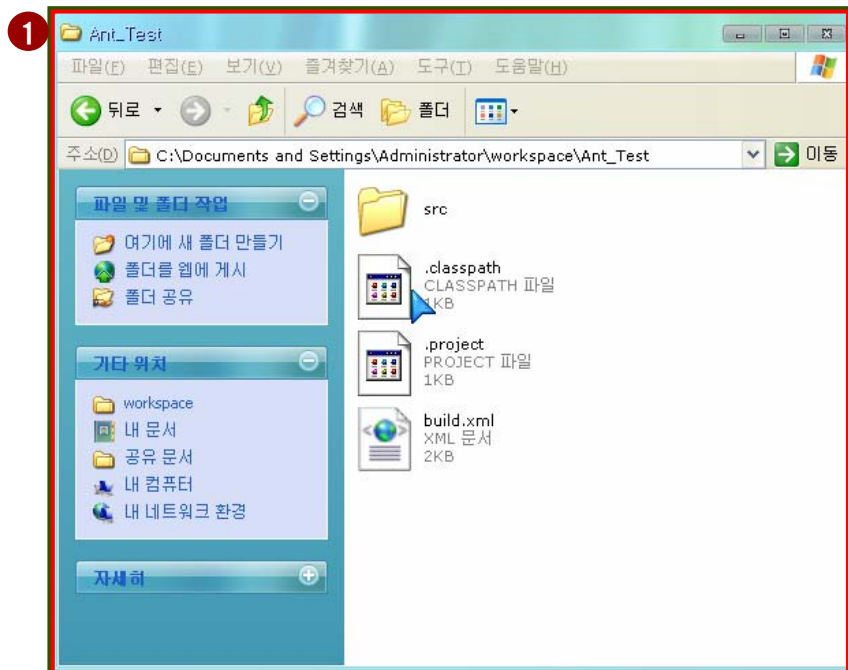 1
Ant_Test
파일(F) 편집(E) 보기(V) 즐겨찾기(A) 도구(T) 도움말(H)
뒤로 검색 폴더
주소(D) C:\Documents and Settings\Administrator\workspace\Ant_Test 이동
파일 및 폴더 작업
여기에 새 폴더 만들기
폴더를 웹에 게시
폴더 공유
기타 위치
workspace
내 문서
공유 문서
내 컴퓨터
내 네트워크 환경
자세히
src
.classpath
CLASSPATH 파일
1KB
.project
PROJECT 파일
1KB
build.xml
XML 문서
2KB